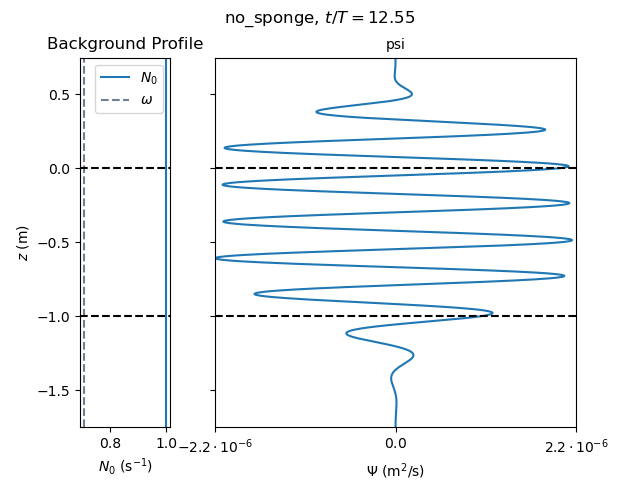 no_sponge, t/T = 12.55
Background Profile
psi
N₀
ω
0.5
0.0
−0.5
−1.0
−1.5
z (m)
0.8
1.0
−2.2 · 10⁻⁶
0.0
2.2 · 10⁻⁶
N₀ (s⁻¹)
Ψ (m²/s)